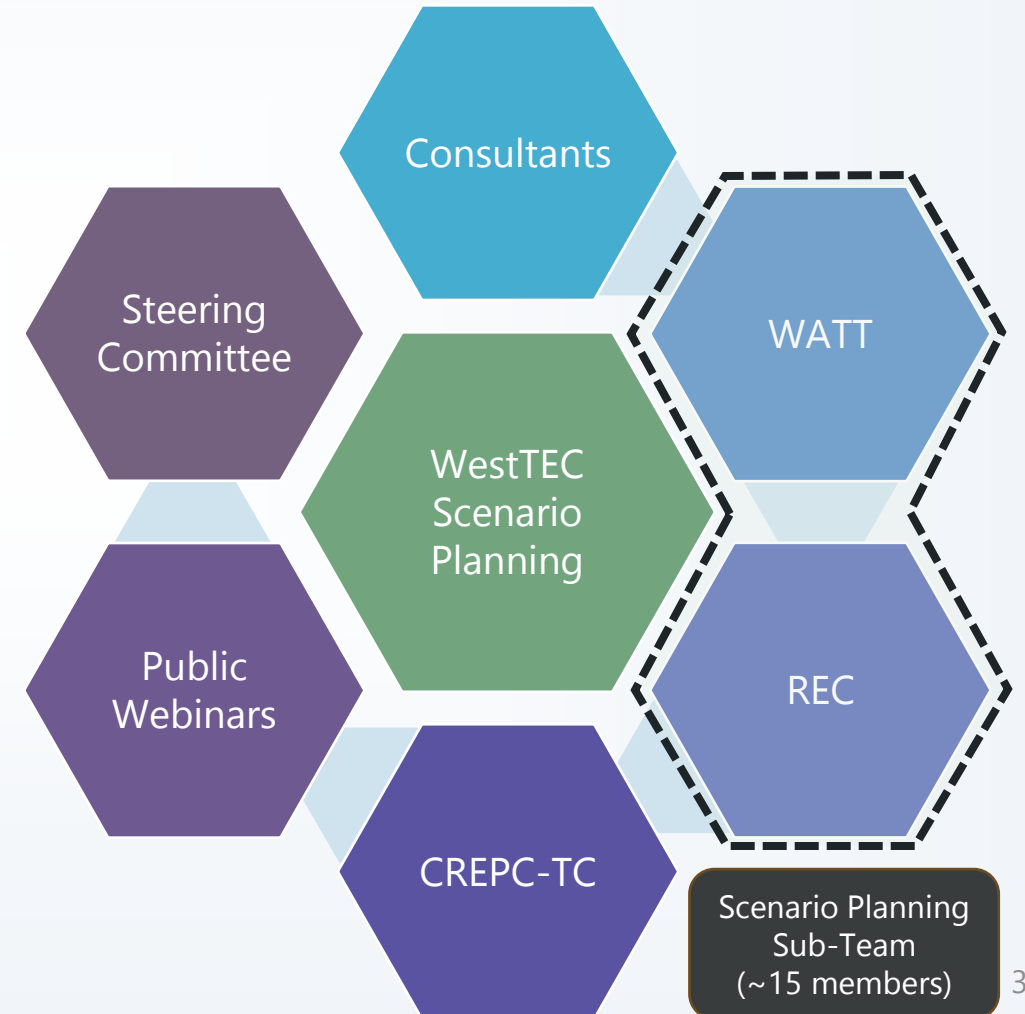 Consultants
Steering
Committee
WATT
WestTEC
Scenario
Planning
Public
Webinars
REC
CREPC-TC
Scenario Planning
Sub-Team
(~15 members)
3